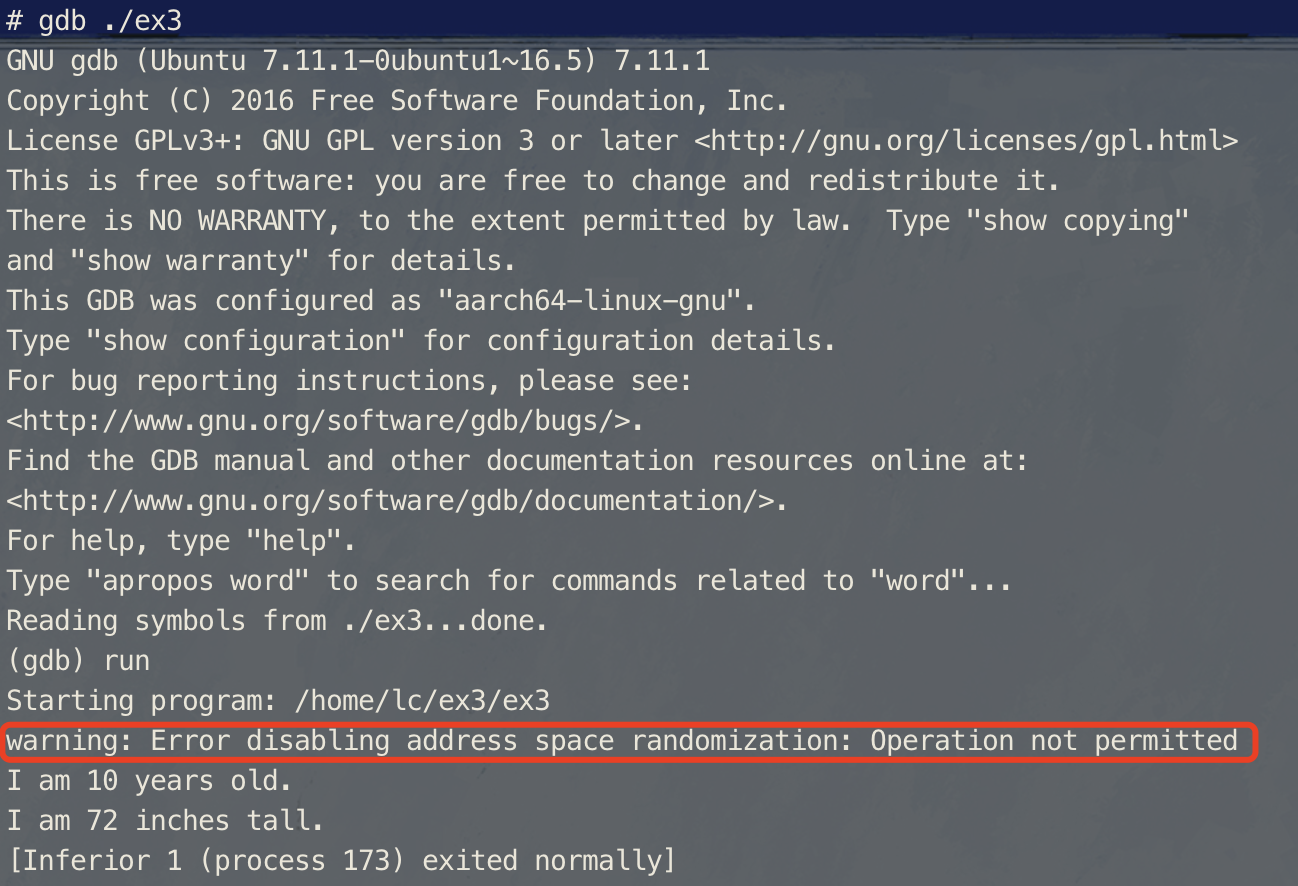 # gdb ./ex3
GNU gdb (Ubuntu 7.11.1-0ubuntu1~16.5) 7.11.1
Copyright (C) 2016 Free Software Foundation, Inc.
License GPLv3+: GNU GPL version 3 or later <http://gnu.org/licenses/gpl.html>
This is free software: you are free to change and redistribute it.
There is NO WARRANTY, to the extent permitted by law.  Type "show copying"
and "show warranty" for details.
This GDB was configured as "aarch64-linux-gnu".
Type "show configuration" for configuration details.
For bug reporting instructions, please see:
<http://www.gnu.org/software/gdb/bugs/>.
Find the GDB manual and other documentation resources online at:
<http://www.gnu.org/software/gdb/documentation/>.
For help, type "help".
Type "apropos word" to search for commands related to "word"...
Reading symbols from ./ex3...done.
(gdb) run
Starting program: /home/lc/ex3/ex3
warning: Error disabling address space randomization: Operation not permitted
I am 10 years old.
I am 72 inches tall.
[Inferior 1 (process 173) exited normally]